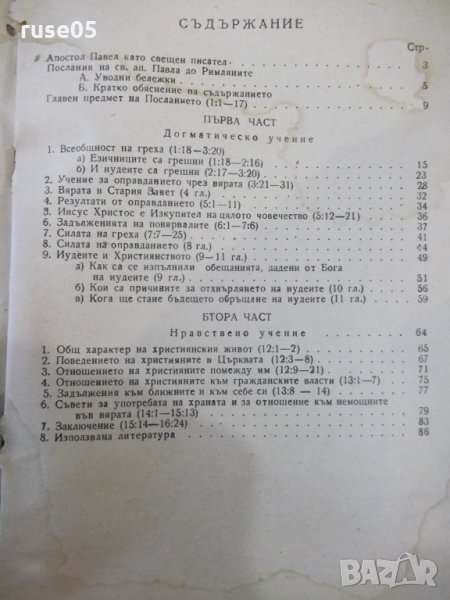 @ruse05
СЪДЪРЖАНИЕ
Стр.
Апостол Павел като свещен писател 3
Послания на св. ап. Павла до Римляните
А. Уводни бележки 5
Б. Кратко обяснение на съдържанието
Главен предмет на Посланието (1:1—17) 9
ПЪРВА ЧАСТ
Догматическо учение
1. Всеобщност на греха (1:18—3:20)
а) Езичниците са грешни (1:18—2:16) 15
б) И иудеите са грешни (2:17—3:20) 23
2. Учение за оправданието чрез вярата (3:21—31) 28
3. Вярата в Стария Завет (4 гл.) 32
4. Резултати от оправданието (5:1—11) 34
5. Иисус Христос е Изкупител на цялото човечество (5:12—21) 36
6. Задълженията на повярвалите (6:1—7:6) 37
7. Силата на греха (7:7—25) 41
8. Силата на оправданието (8 гл.) 44
9. Иудеите и Християнството (9—11 гл.) 49
а) Как са се изпълнили обещанията, дадени от Бога
на иудеите (9 гл.) 51
б) Кои са причините за отхвърлянето на иудеите (10 гл.) 56
в) Кога ще стане бъдещето обръщане на иудеите (11 гл.) 59
ВТОРА ЧАСТ
Нравствено учение 64
1. Общ характер на християнския живот (12:1—2) 65
2. Поведението на християните в Църквата (12:3—8) 67
3. Отношението на християните помежду им (12:9—21) 71
4. Отношението на християните към гражданските власти (13:1—7) 75
5. Задължения към ближните и към себе си (13:8 — 14) 77
6. Съвети за употребата на храната и за отношение към немощните
във вярата (14:1—15:13) 79
7. Заключение (15:14—16:24) 83
8. Използвана литература 86
BAZAR
.bg